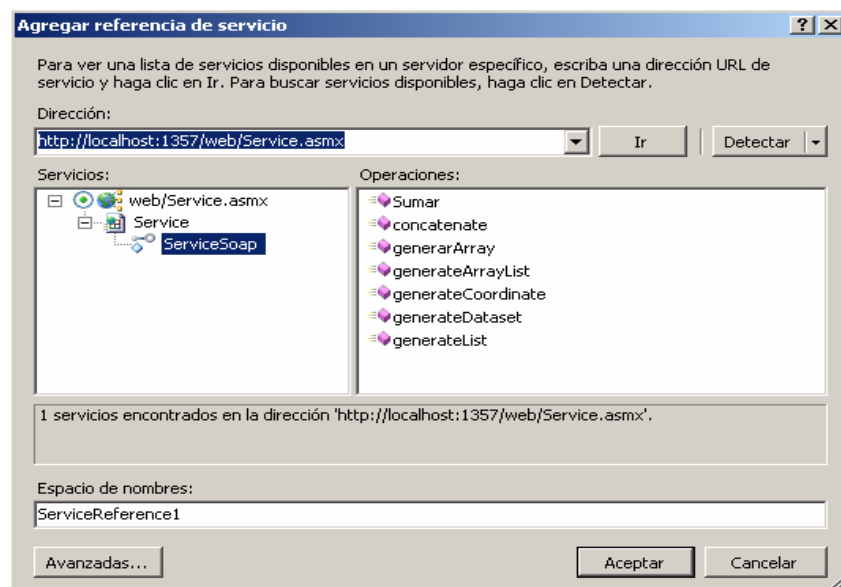 Agregar referencia de servicio
Para ver una lista de servicios disponibles en un servidor específico, escriba una dirección URL de
servicio y haga clic en Ir. Para buscar servicios disponibles, haga clic en Detectar.
Dirección:
http://localhost:1357/web/Service.asmx
Ir
Detectar
Servicios:
web/Service.asmx
Service
ServiceSoap
Operaciones:
Sumar
concatenate
generarArray
generateArrayList
generateCoordinate
generateDataset
generateList
1 servicios encontrados en la dirección 'http://localhost:1357/web/Service.asmx'.
Espacio de nombres:
ServiceReference1
Avanzadas...
Aceptar
Cancelar